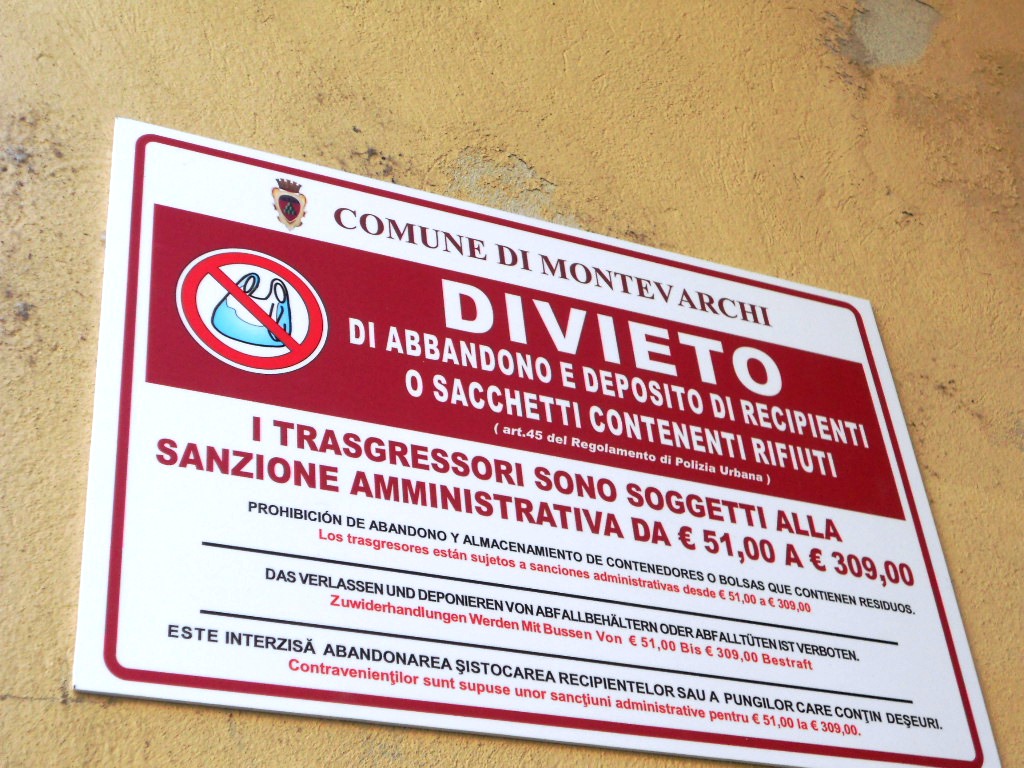 COMUNE DI MONTEVARCHI
DIVIETO
DI ABBANDONO E DEPOSITO DI RECIPIENTI
O SACCHETTI CONTENENTI RIFIUTI
( art.45 del Regolamento di Polizia Urbana )
I TRASGRESSORI SONO SOGGETTI ALLA
SANZIONE AMMINISTRATIVA DA € 51,00 A € 309,00
PROHIBICIÓN DE ABANDONO Y ALMACENAMIENTO DE CONTENEDORES O BOLSAS QUE CONTIENEN RESIDUOS.
Los trasgresores están sujetos a sanciones administrativas desde € 51,00 a € 309,00
DAS VERLASSEN UND DEPONIEREN VON ABFALLBEHÄLTERN ODER ABFALLTÜTEN IST VERBOTEN.
Zuwiderhandlungen Werden Mit Bussen Von € 51,00 Bis € 309,00 Bestraft
ESTE INTERZISĂ ABANDONAREA ŞISTOCAREA RECIPIENTELOR SAU A PUNGILOR CARE CONŢIN DEŞEURI.
Contravenienţilor sunt supuse unor sancţiuni administrative pentru € 51,00 la € 309,00.